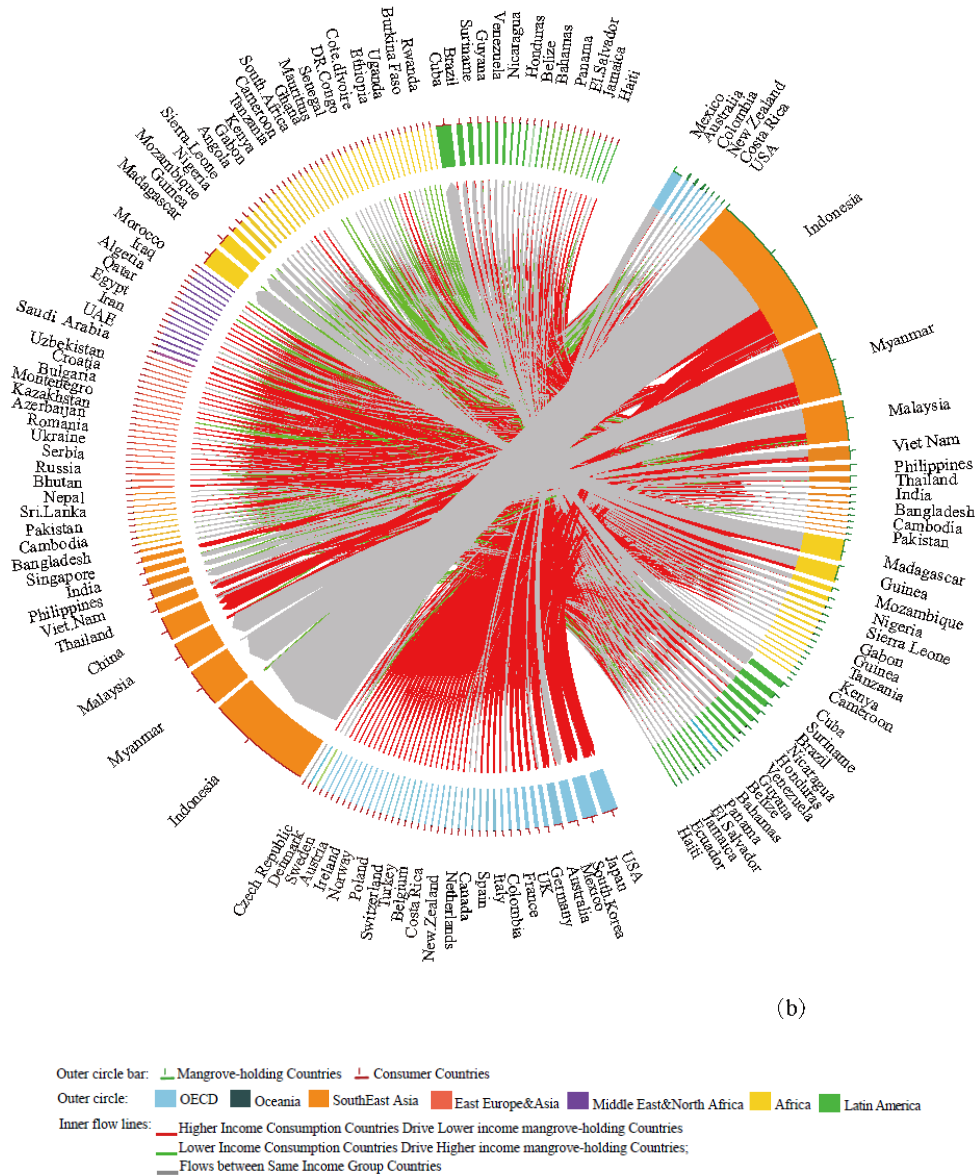 Haiti
Jamaica
El.Salvador
Panama
Bahamas
Belize
Honduras
Nicaragua
Venezuela
Guyana
Suriname
Brazil
Cuba
Rwanda
Burkina Faso
Uganda
Ethiopia
Cote.divoire
DR.Congo
Senegal
Mauritus
Ghana
South. Africa
Cameroon
Tanzania
Kenya
Gabon
Angola
Sierra.Leone
Nigeria
Mozambique
Guinea
Madagascar
Morocco
Iraq
Algeria
Qatar
Egypt
Iran
UAE
Saudi Arabia
Uzbekistan
Croatia
Bulgaria
Montenegro
Kazakhstan
Azerbaijan
Romania
Ukraine
Serbia
Russia
Bhutan
Nepal
Sri.Lanka
Pakistan
Cambodia
Bangladesh
Singapore
India
Philippines
Viet.Nam
Thailand
China
Malaysia
Myanmar
Indonesia
Czech Republic
Denmark
Sweden
Austria
Ireland
Norway
Poland
Switzerland
Turkey
Belgium
Costa Rica
New.Zealand
Netherlands
Canada
Spain
Italy
Colombia
France
UK
Germany
Australia
Mexico
South.Korea
Japan
USA
Mexico
Australia
Colombia
New Zealand
Costa Rica
USA
Indonesia
Myanmar
Malaysia
Viet Nam
Philippines
Thailand
India
Bangladesh
Cambodia
Pakistan
Madagascar
Guinea
Mozambique
Nigeria
Sierra Leone
Gabon
Guinea
Tanzania
Kenya
Cameroon
Cuba
Suriname
Brazil
Nicaragua
Honduras
Venezuela
Guyana
Belize
Bahamas
Panama
El.Salvador
Jamaica
Ecuador
Haiti
(b)
Outer circle bar: Mangrove-holding Countries Consumer Countries
Outer circle: OECD Oceania SouthEast Asia East Europe&Asia Middle East&North Africa Africa Latin America
Inner flow lines: Higher Income Consumption Countries Drive Lower income mangrove-holding Countries
Lower Income Consumption Countries Drive Higher income mangrove-holding Countries;
Flows between Same Income Group Countries